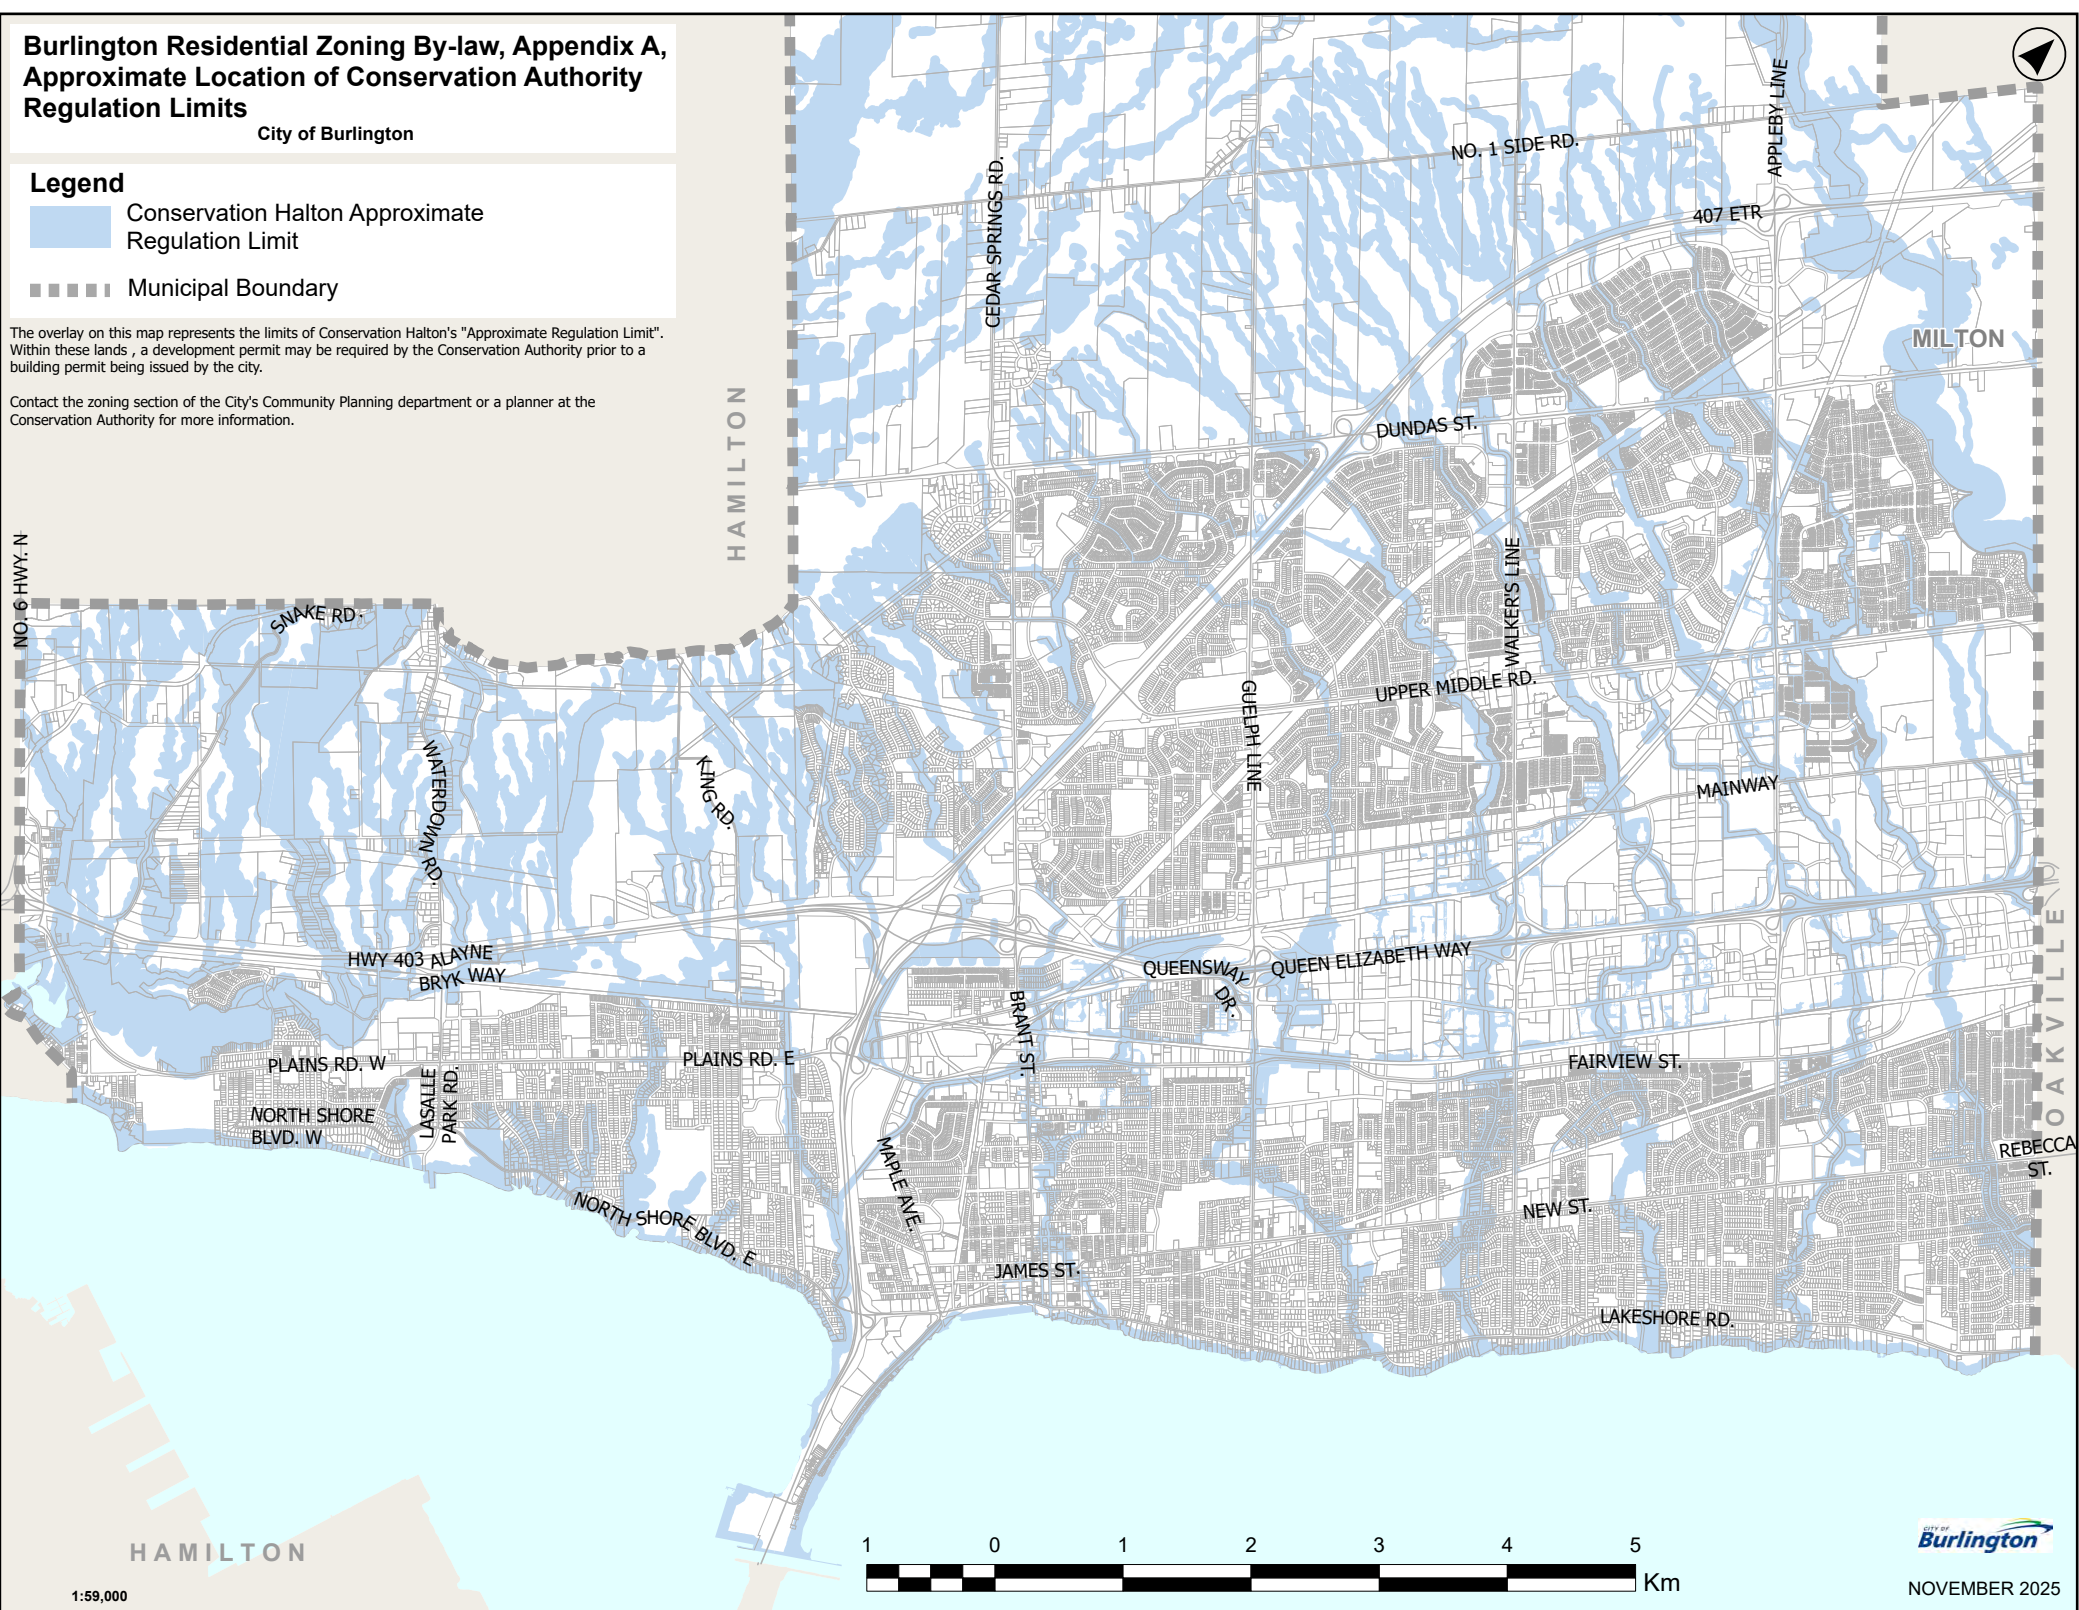 Burlington Residential Zoning By-law, Appendix A,
Approximate Location of Conservation Authority
Regulation Limits
City of Burlington
Legend
Conservation Halton Approximate
Regulation Limit
Municipal Boundary
The overlay on this map represents the limits of Conservation Halton's "Approximate Regulation Limit".
Within these lands , a development permit may be required by the Conservation Authority prior to a
building permit being issued by the city.
Contact the zoning section of the City's Community Planning department or a planner at the
Conservation Authority for more information.
HAMILTON
CEDAR SPRINGS RD.
NO. 1 SIDE RD.
APPLEBY LINE
407 ETR
MILTON
DUNDAS ST.
NO. 6 HWY. N
SNAKE RD.
WATERDOWN RD.
KING RD.
GUELPH LINE
WALKER'S LINE
UPPER MIDDLE RD.
MAINWAY
HWY 403 ALAYNE
BRYK WAY
QUEENSWAY
DR.
QUEEN ELIZABETH WAY
OAKVILLE
BRANT ST.
PLAINS RD. W
PLAINS RD. E
FAIRVIEW ST.
NORTH SHORE
BLVD. W
LASALLE
PARK RD.
MAPLE AVE.
REBECCA
ST.
NORTH SHORE BLVD. E
NEW ST.
JAMES ST.
LAKESHORE RD.
HAMILTON
1:59,000
1 0 1 2 3 4 5
Km
CITY OF
Burlington
NOVEMBER 2025